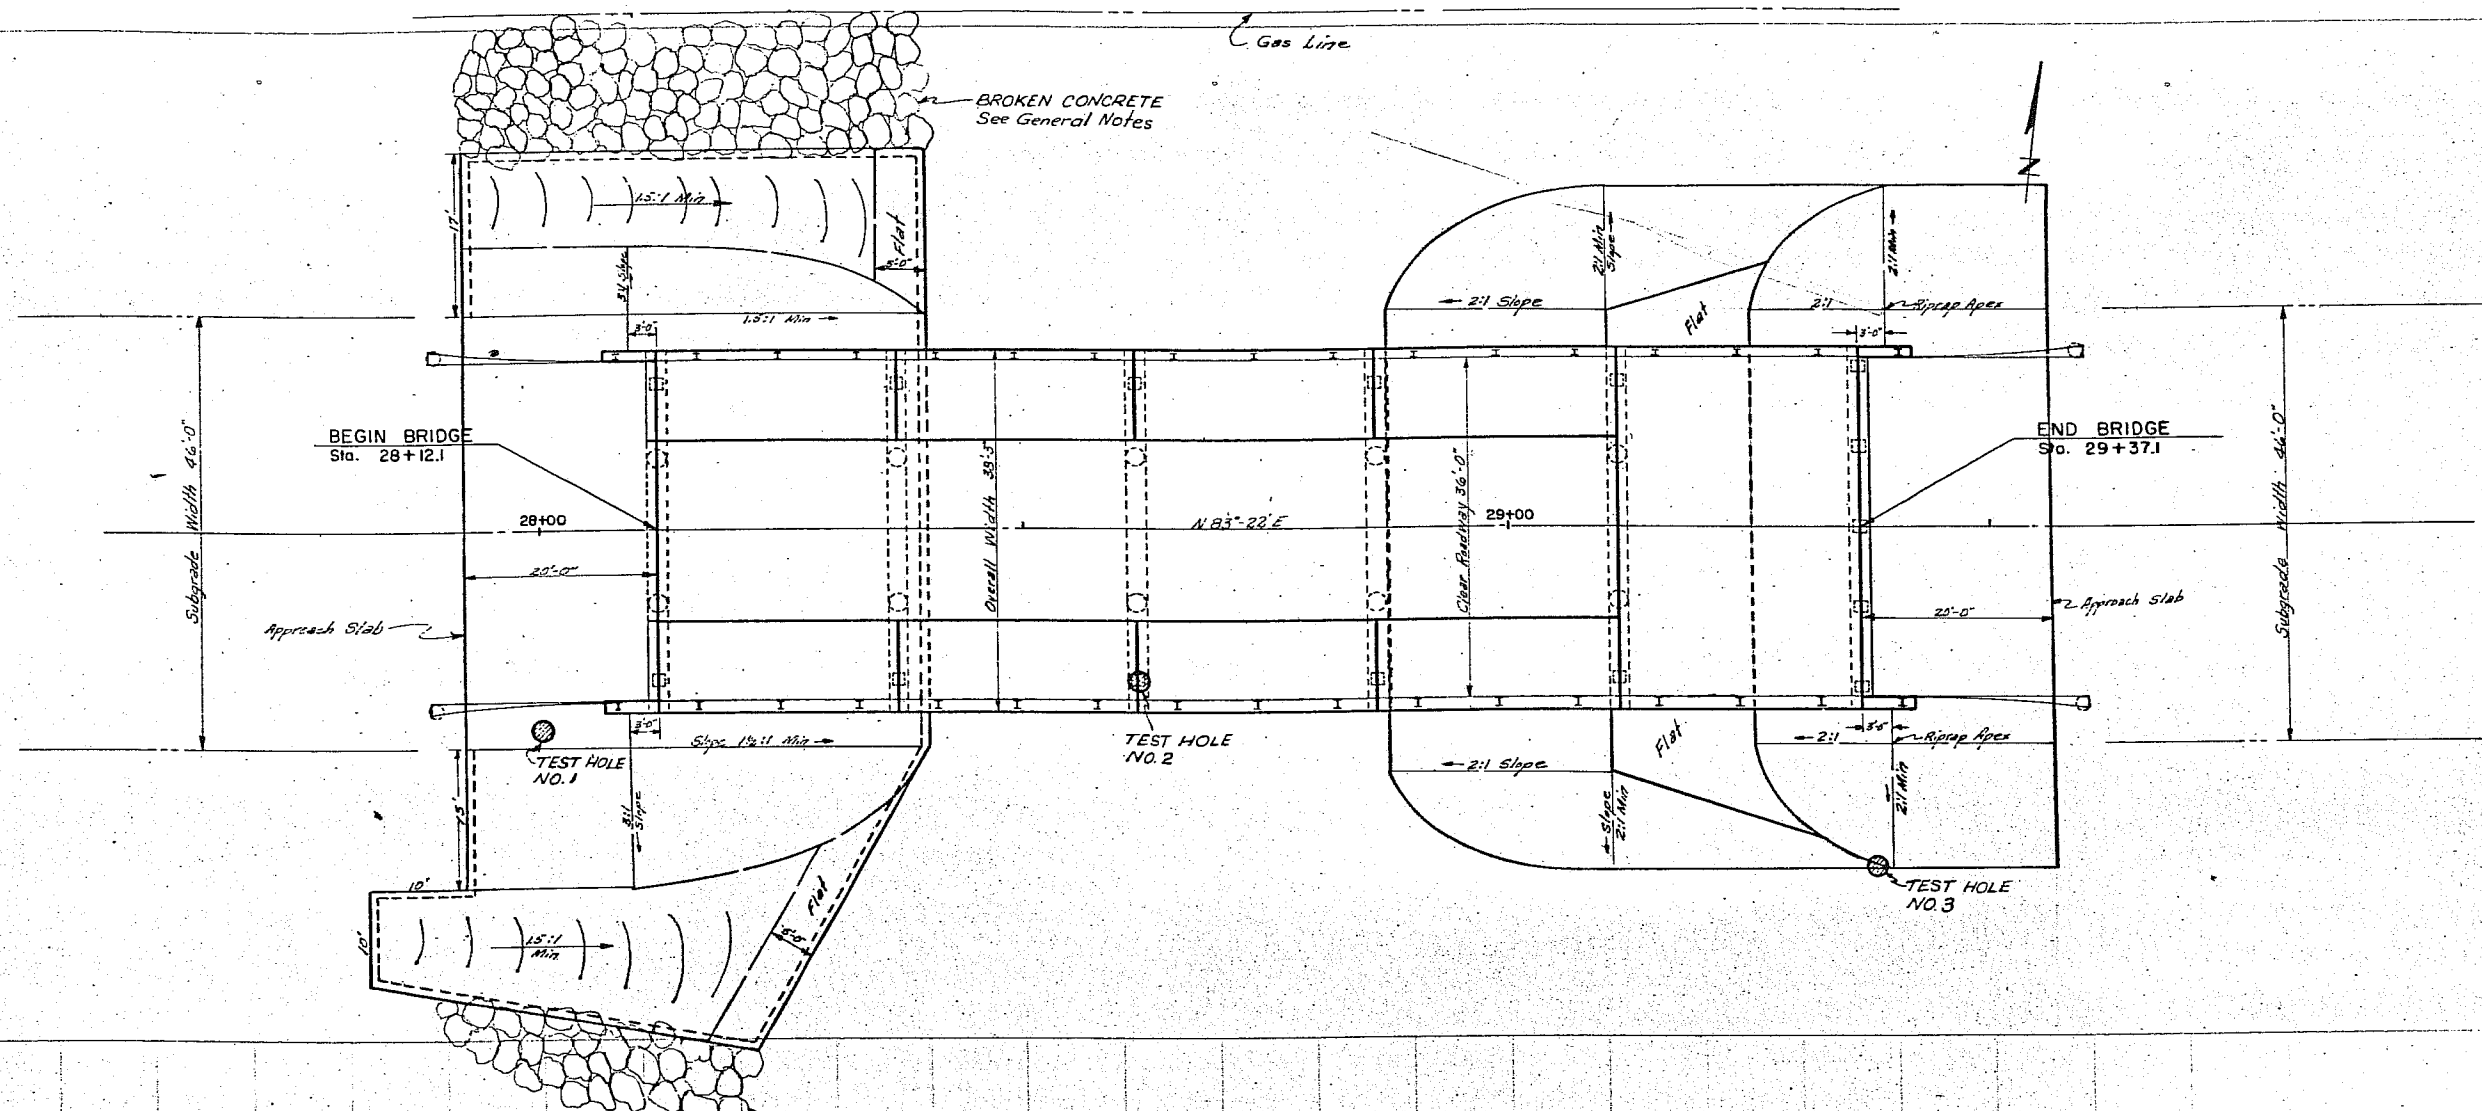 Gas Line
BROKEN CONCRETE
See General Notes
N
17'
1.5:1 Min
Flat
5'-0"
3:1 Slope
1.5:1 Min
3'-0"
2:1 Min
Slope
2:1 Min
2:1 Slope
Flat
2:1
Riprap Apex
3'-0"
BEGIN BRIDGE
Sta. 28+12.1
END BRIDGE
Sta. 29+37.1
Subgrade Width 46'-0"
Overall Width 38'-5"
Clear Roadway 36'-0"
Subgrade Width 46'-0"
28+00
N 83°-22' E
29+00
20'-0"
20'-0"
Approach Slab
Approach Slab
3'-0"
Slope 1½:1 Min
TEST HOLE
NO. 1
TEST HOLE
NO. 2
Flat
2:1
Riprap Apex
2:1 Slope
15'
3:1
Slope
Slope
2:1 Min
2:1 Min
10'
10'
1.5:1
Min
Flat
5'-0"
TEST HOLE
NO. 3